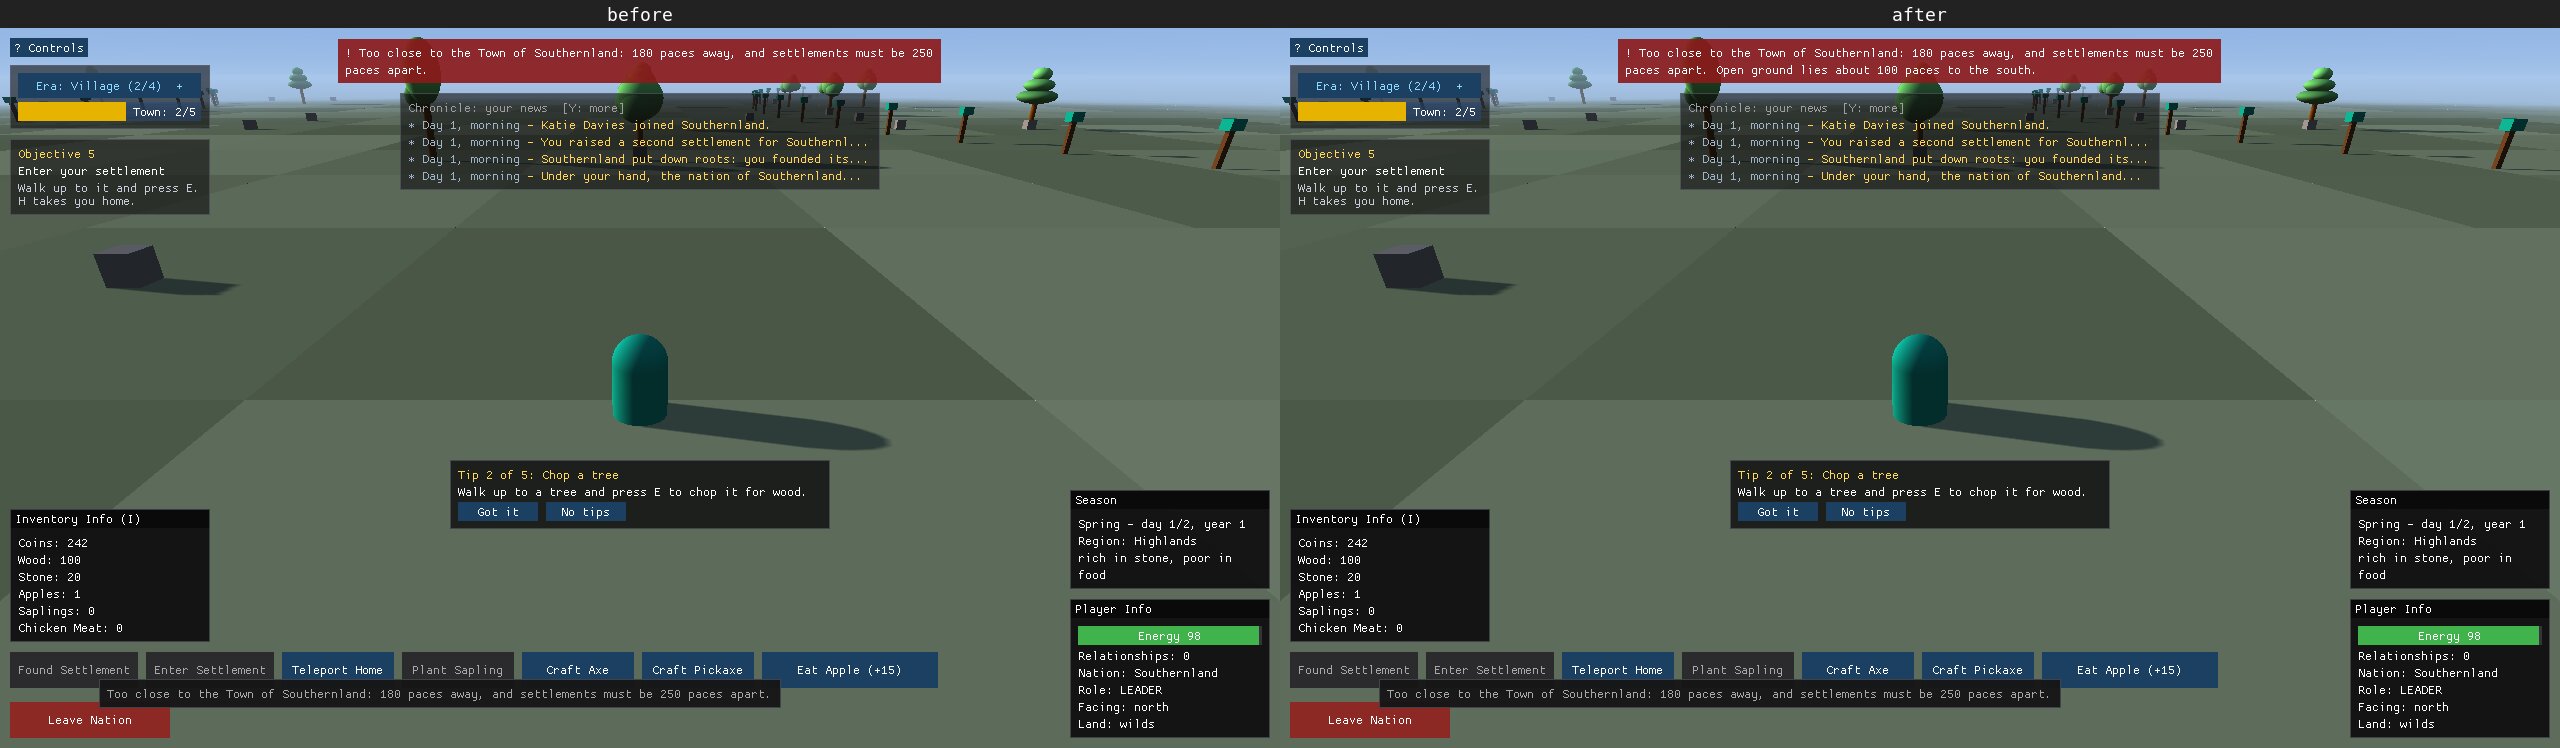 before
? Controls
! Too close to the Town of Southernland: 180 paces away, and settlements must be 250
paces apart.
Era: Village (2/4) +
Town: 2/5
Chronicle: your news [Y: more]
* Day 1, morning – Katie Davies joined Southernland.
* Day 1, morning – You raised a second settlement for Southernl...
* Day 1, morning – Southernland put down roots: you founded its...
* Day 1, morning – Under your hand, the nation of Southernland...
Objective 5
Enter your settlement
Walk up to it and press E.
H takes you home.
Tip 2 of 5: Chop a tree
Walk up to a tree and press E to chop it for wood.
Got it No tips
Inventory Info (I)
Coins: 242
Wood: 100
Stone: 20
Apples: 1
Saplings: 0
Chicken Meat: 0
Season
Spring – day 1/2, year 1
Region: Highlands
rich in stone, poor in
food
Player Info
Energy 98
Relationships: 0
Nation: Southernland
Role: LEADER
Facing: north
Land: wilds
Found Settlement Enter Settlement Teleport Home Plant Sapling Craft Axe Craft Pickaxe Eat Apple (+15)
Too close to the Town of Southernland: 180 paces away, and settlements must be 250 paces apart.
Leave Nation
after
? Controls
! Too close to the Town of Southernland: 180 paces away, and settlements must be 250
paces apart. Open ground lies about 100 paces to the south.
Era: Village (2/4) +
Town: 2/5
Chronicle: your news [Y: more]
* Day 1, morning – Katie Davies joined Southernland.
* Day 1, morning – You raised a second settlement for Southernl...
* Day 1, morning – Southernland put down roots: you founded its...
* Day 1, morning – Under your hand, the nation of Southernland...
Objective 5
Enter your settlement
Walk up to it and press E.
H takes you home.
Tip 2 of 5: Chop a tree
Walk up to a tree and press E to chop it for wood.
Got it No tips
Inventory Info (I)
Coins: 242
Wood: 100
Stone: 20
Apples: 1
Saplings: 0
Chicken Meat: 0
Season
Spring – day 1/2, year 1
Region: Highlands
rich in stone, poor in
food
Player Info
Energy 98
Relationships: 0
Nation: Southernland
Role: LEADER
Facing: north
Land: wilds
Found Settlement Enter Settlement Teleport Home Plant Sapling Craft Axe Craft Pickaxe Eat Apple (+15)
Too close to the Town of Southernland: 180 paces away, and settlements must be 250 paces apart.
Leave Nation